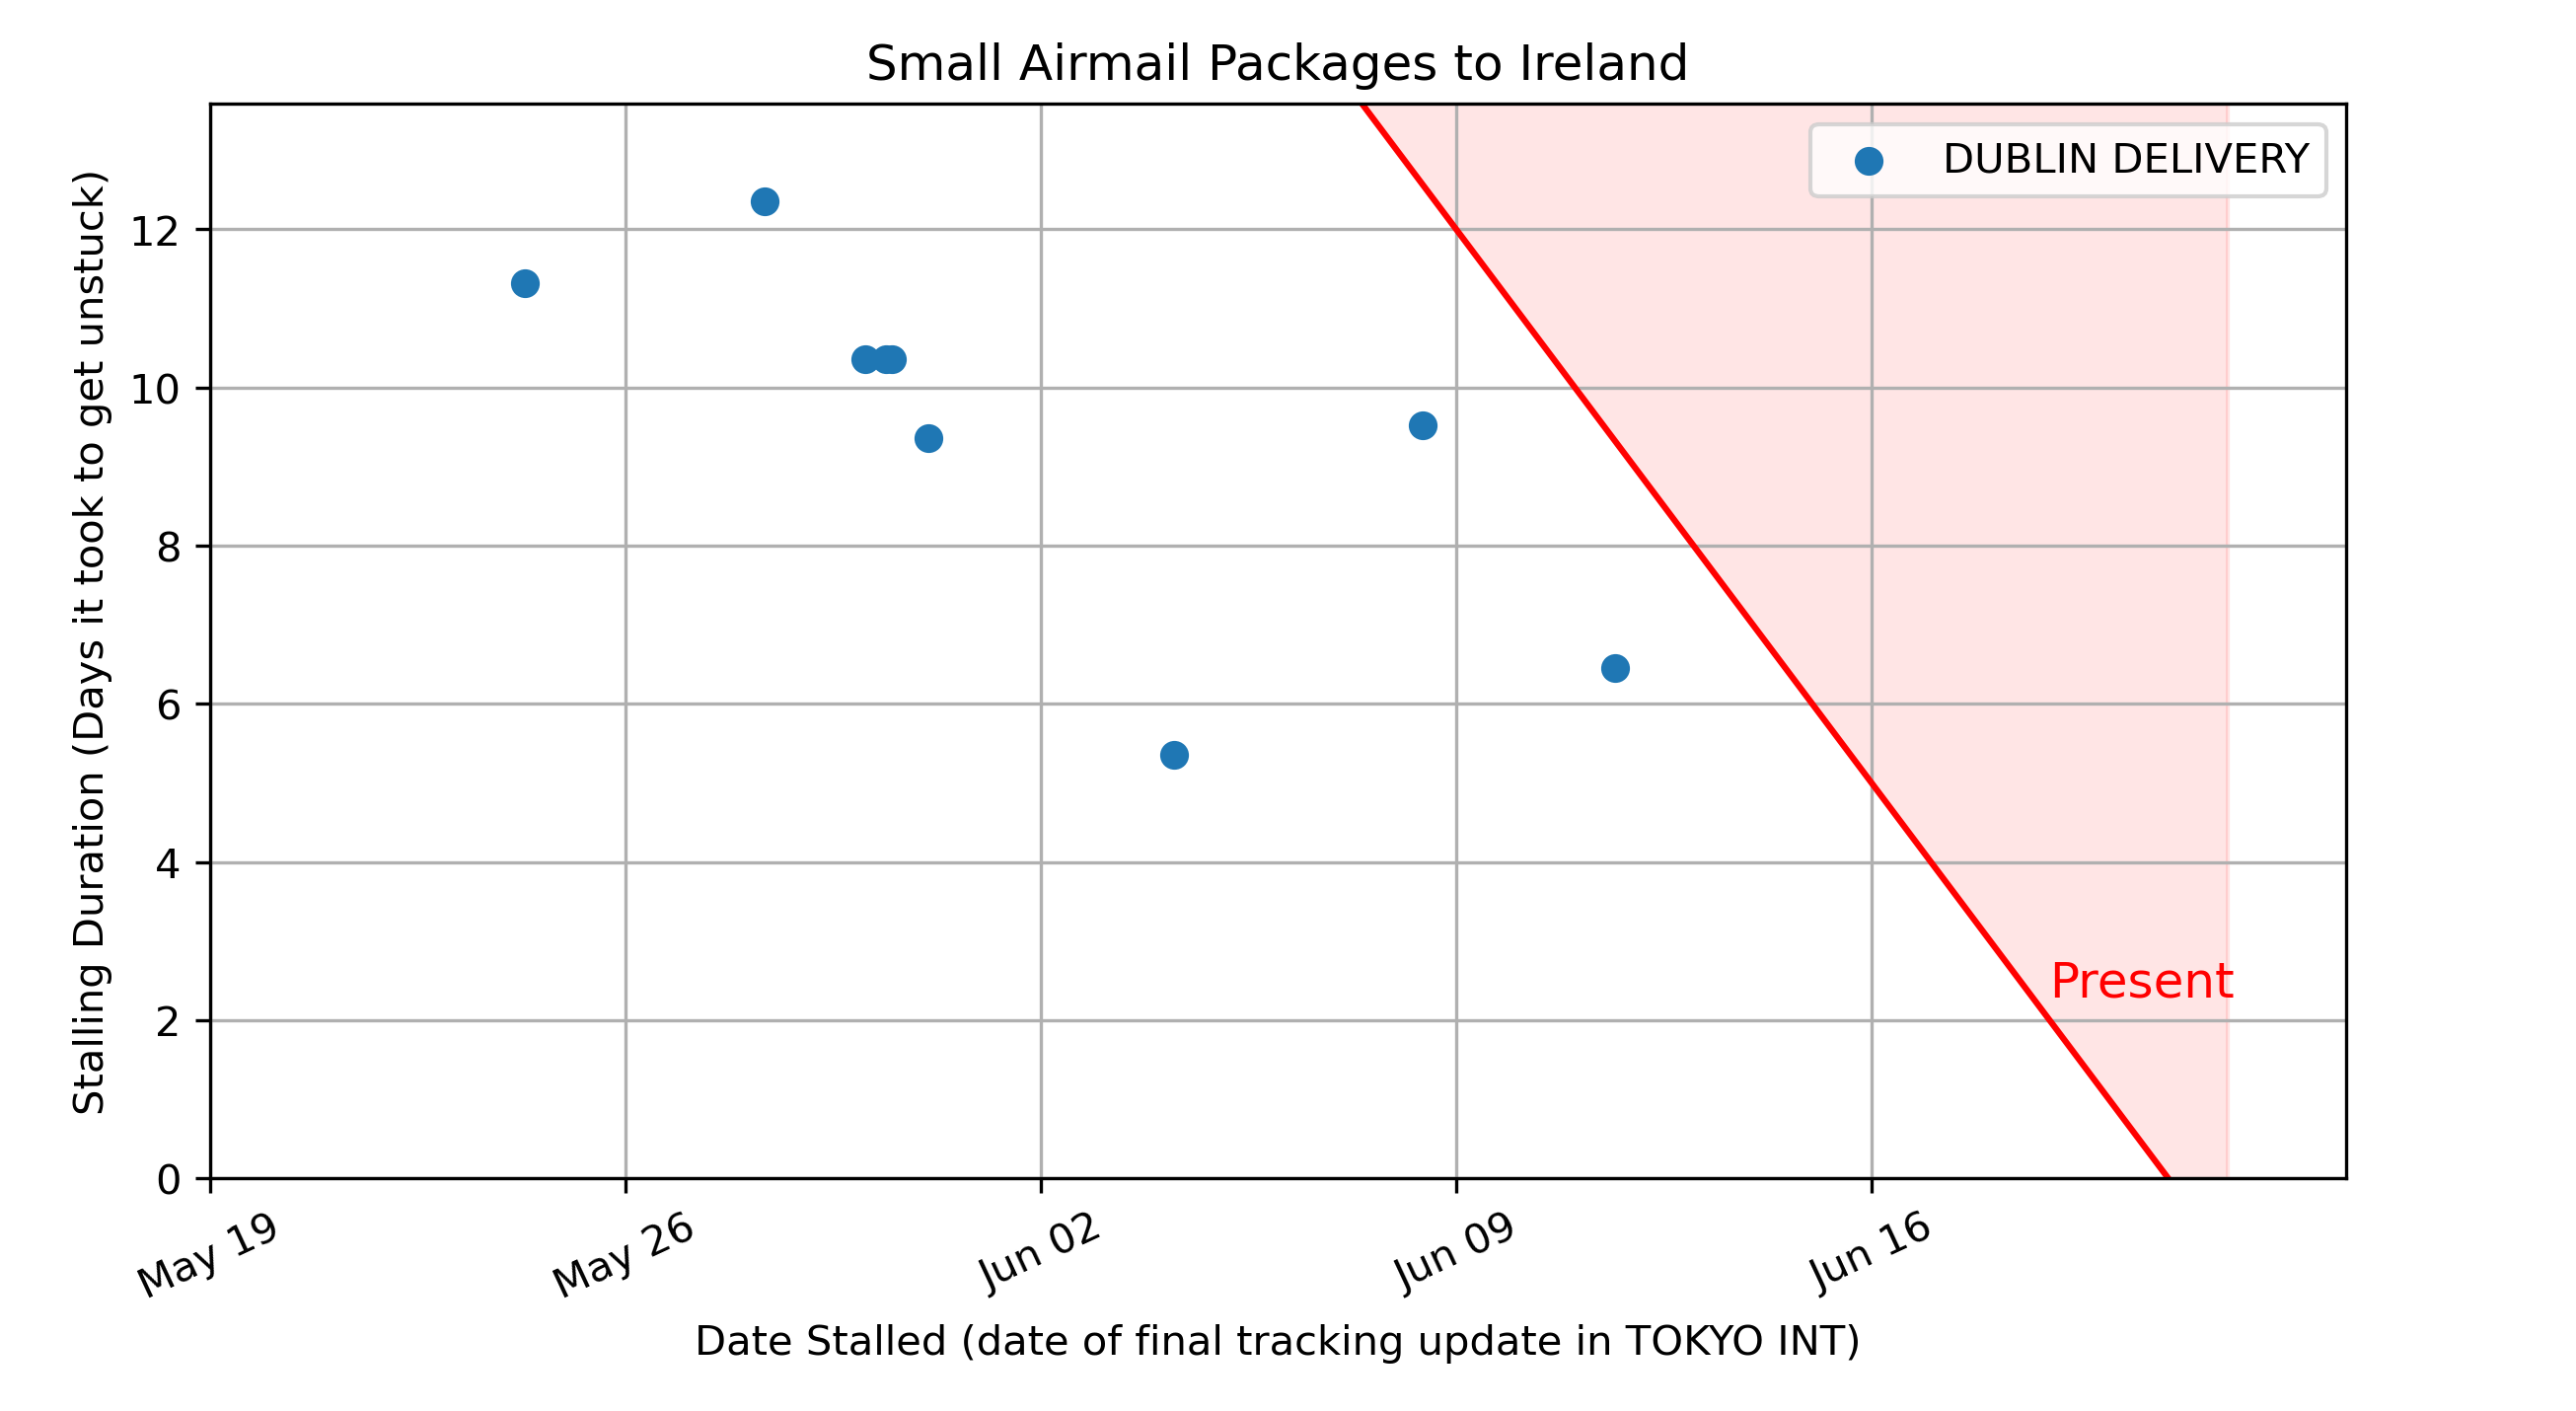 Small Airmail Packages to Ireland
DUBLIN DELIVERY
Stalling Duration (Days it took to get unstuck)
12
10
8
6
4
2
0
Present
May 19
May 26
Jun 02
Jun 09
Jun 16
Date Stalled (date of final tracking update in TOKYO INT)